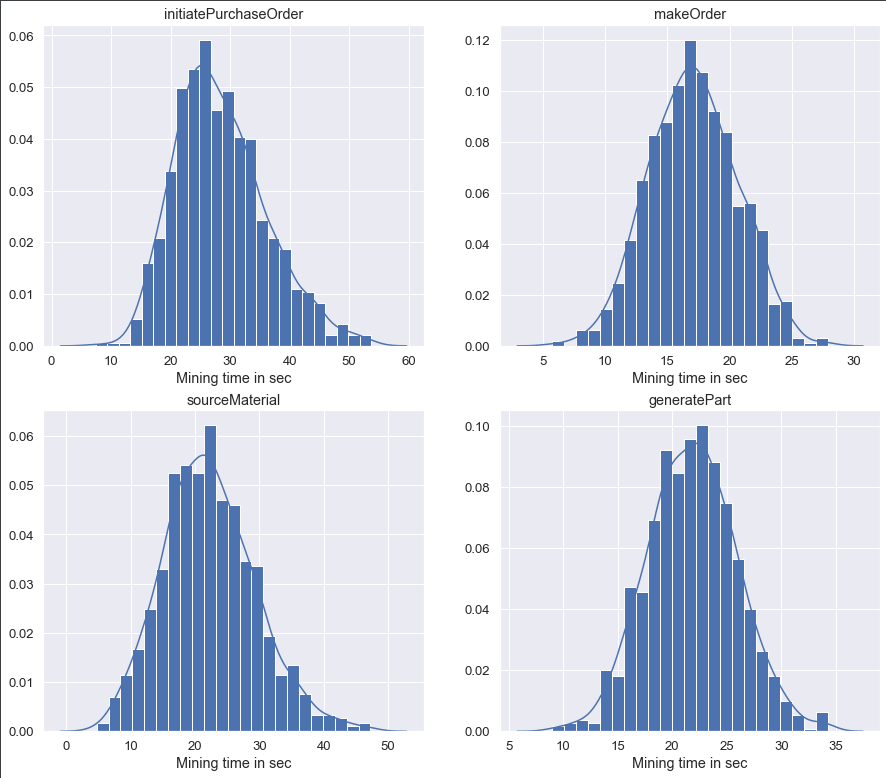 initiatePurchaseOrder
0.06
0.05
0.04
0.03
0.02
0.01
0.00
0 10 20 30 40 50 60
Mining time in sec
makeOrder
0.12
0.10
0.08
0.06
0.04
0.02
0.00
5 10 15 20 25 30
Mining time in sec
sourceMaterial
0.06
0.05
0.04
0.03
0.02
0.01
0.00
0 10 20 30 40 50
Mining time in sec
generatePart
0.10
0.08
0.06
0.04
0.02
0.00
5 10 15 20 25 30 35
Mining time in sec